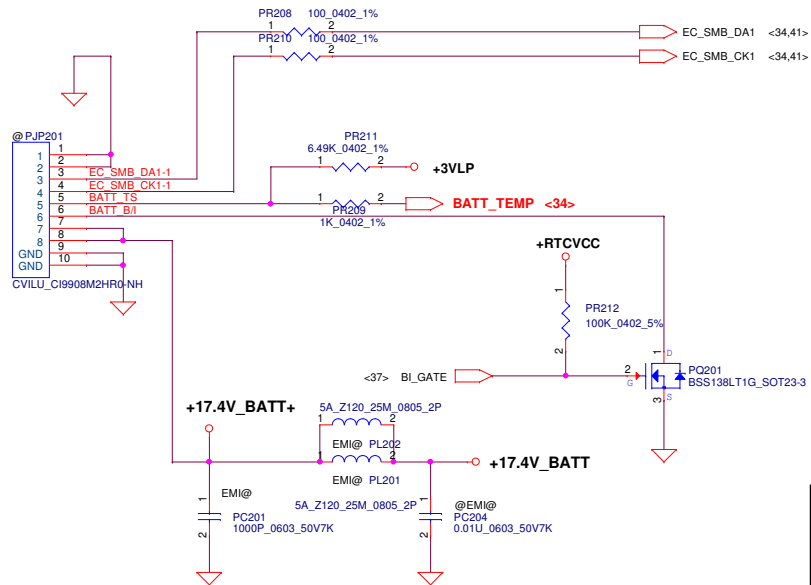 PR208 100_0402_1%
1 2
EC_SMB_DA1 <34,41>
PR210 100_0402_1%
1 2
EC_SMB_CK1 <34,41>
@ PJP201
1 1
2 2
3 3 EC_SMB_DA1-1
4 4 EC_SMB_CK1-1
5 5 BATT_TS
6 6 BATT_B/I
7 7
8 8
GND 9
GND 10
CVILU_CI9908M2HR0-NH
PR211
6.49K_0402_1%
1 2
+3VLP
1 2
BATT_TEMP <34>
PR209
1K_0402_1%
+RTCVCC
1
PR212
100K_0402_5%
2
<37> BI_GATE
1 D
2 G
3 S
PQ201
BSS138LT1G_SOT23-3
+17.4V_BATT+
5A_Z120_25M_0805_2P
1 2
EMI@ PL202
1 2
+17.4V_BATT
EMI@ PL201
5A_Z120_25M_0805_2P
1
EMI@
PC201
1000P_0603_50V7K
2
1
@EMI@
PC204
0.01U_0603_50V7K
2